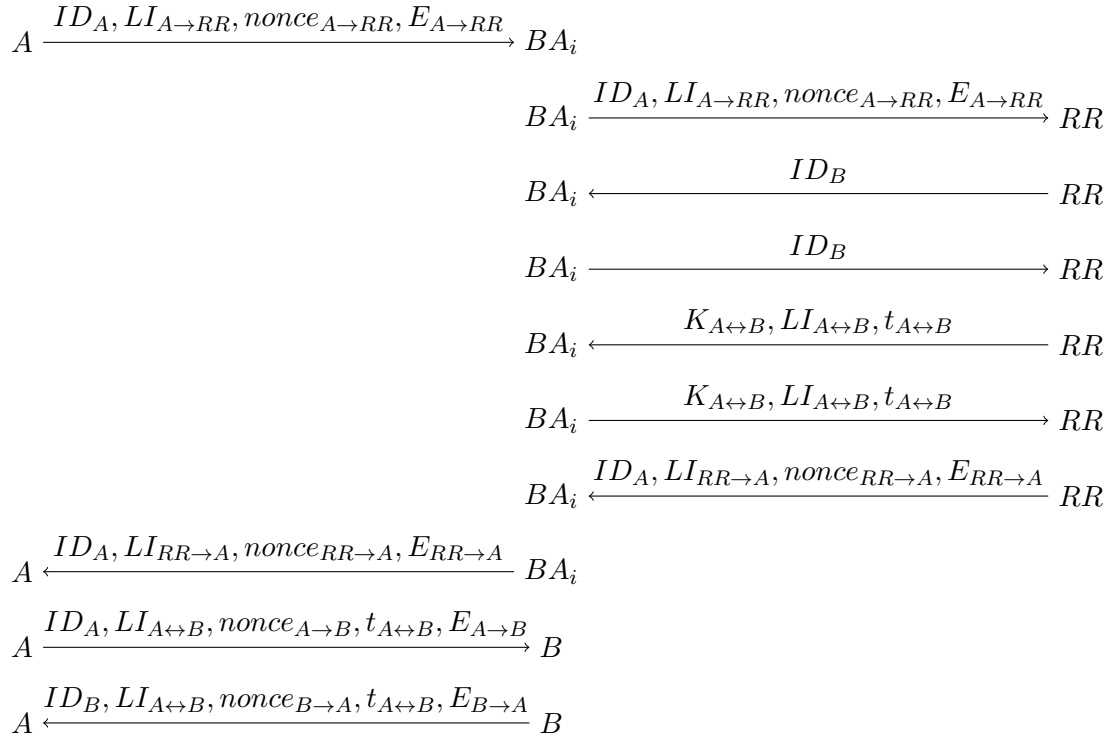 ID_A, LI_{A→RR}, nonce_{A→RR}, E_{A→RR}
A BA_i
ID_A, LI_{A→RR}, nonce_{A→RR}, E_{A→RR}
BA_i RR
ID_B
BA_i RR
ID_B
BA_i RR
K_{A↔B}, LI_{A↔B}, t_{A↔B}
BA_i RR
K_{A↔B}, LI_{A↔B}, t_{A↔B}
BA_i RR
ID_A, LI_{RR→A}, nonce_{RR→A}, E_{RR→A}
BA_i RR
ID_A, LI_{RR→A}, nonce_{RR→A}, E_{RR→A}
A BA_i
ID_A, LI_{A↔B}, nonce_{A→B}, t_{A↔B}, E_{A→B}
A B
ID_B, LI_{A↔B}, nonce_{B→A}, t_{A↔B}, E_{B→A}
A B